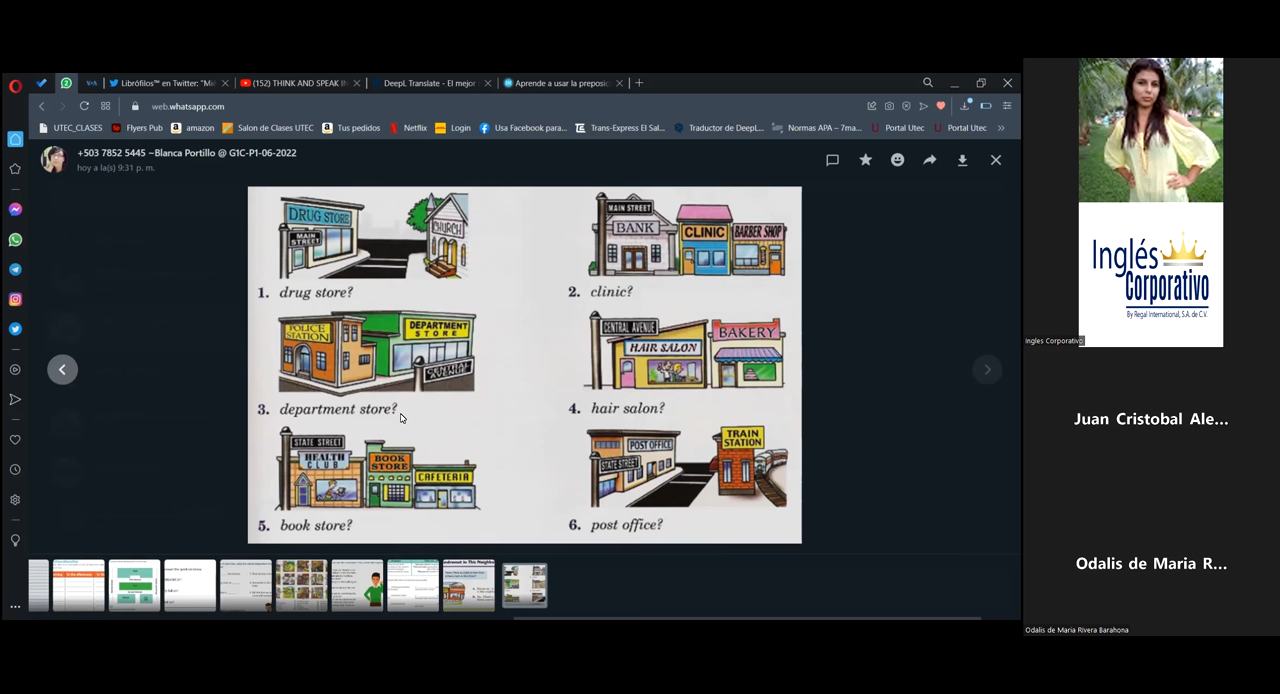 Librófilos™ en Twitter: "Mi
(152) THINK AND SPEAK IN
DeepL Translate - El mejor
Aprende a usar la preposic
web.whatsapp.com
UTEC_CLASES
Flyers Pub
amazon
Salon de Clases UTEC
Tus pedidos
Netflix
Login
Usa Facebook para...
Trans-Express El Sal...
Traductor de DeepL...
Normas APA – 7ma...
Portal Utec
Portal Utec
+503 7852 5445 ~Blanca Portillo @ G1C-P1-06-2022
hoy a la(s) 9:31 p. m.
DRUG STORE
MAIN STREET
CHURCH
1. drug store?
MAIN STREET
BANK
CLINIC
BARBER SHOP
2. clinic?
POLICE STATION
DEPARTMENT STORE
CENTRAL AVENUE
3. department store?
CENTRAL AVENUE
HAIR SALON
BAKERY
4. hair salon?
STATE STREET
HEALTH CLUB
BOOK STORE
CAFETERIA
5. book store?
POST OFFICE
STATE STREET
TRAIN STATION
6. post office?
Inglés
Corporativo
By Regal International, S.A. de C.V.
Ingles Corporativo
Juan Cristobal Ale...
Odalis de Maria R...
Odalis de Maria Rivera Barahona